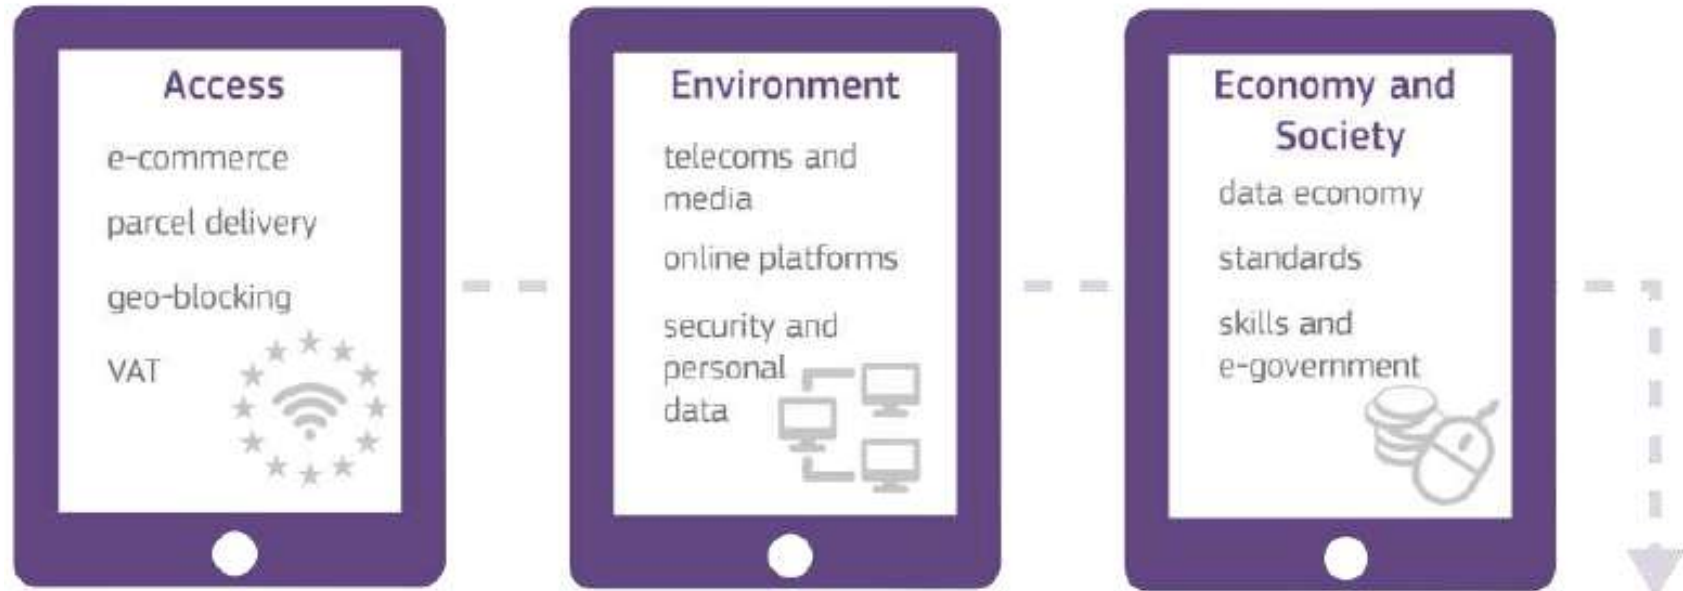 Access
e-commerce
parcel delivery
geo-blocking
VAT
Environment
telecoms and
media
online platforms
security and
personal
data
Economy and
Society
data economy
standards
skills and
e-government